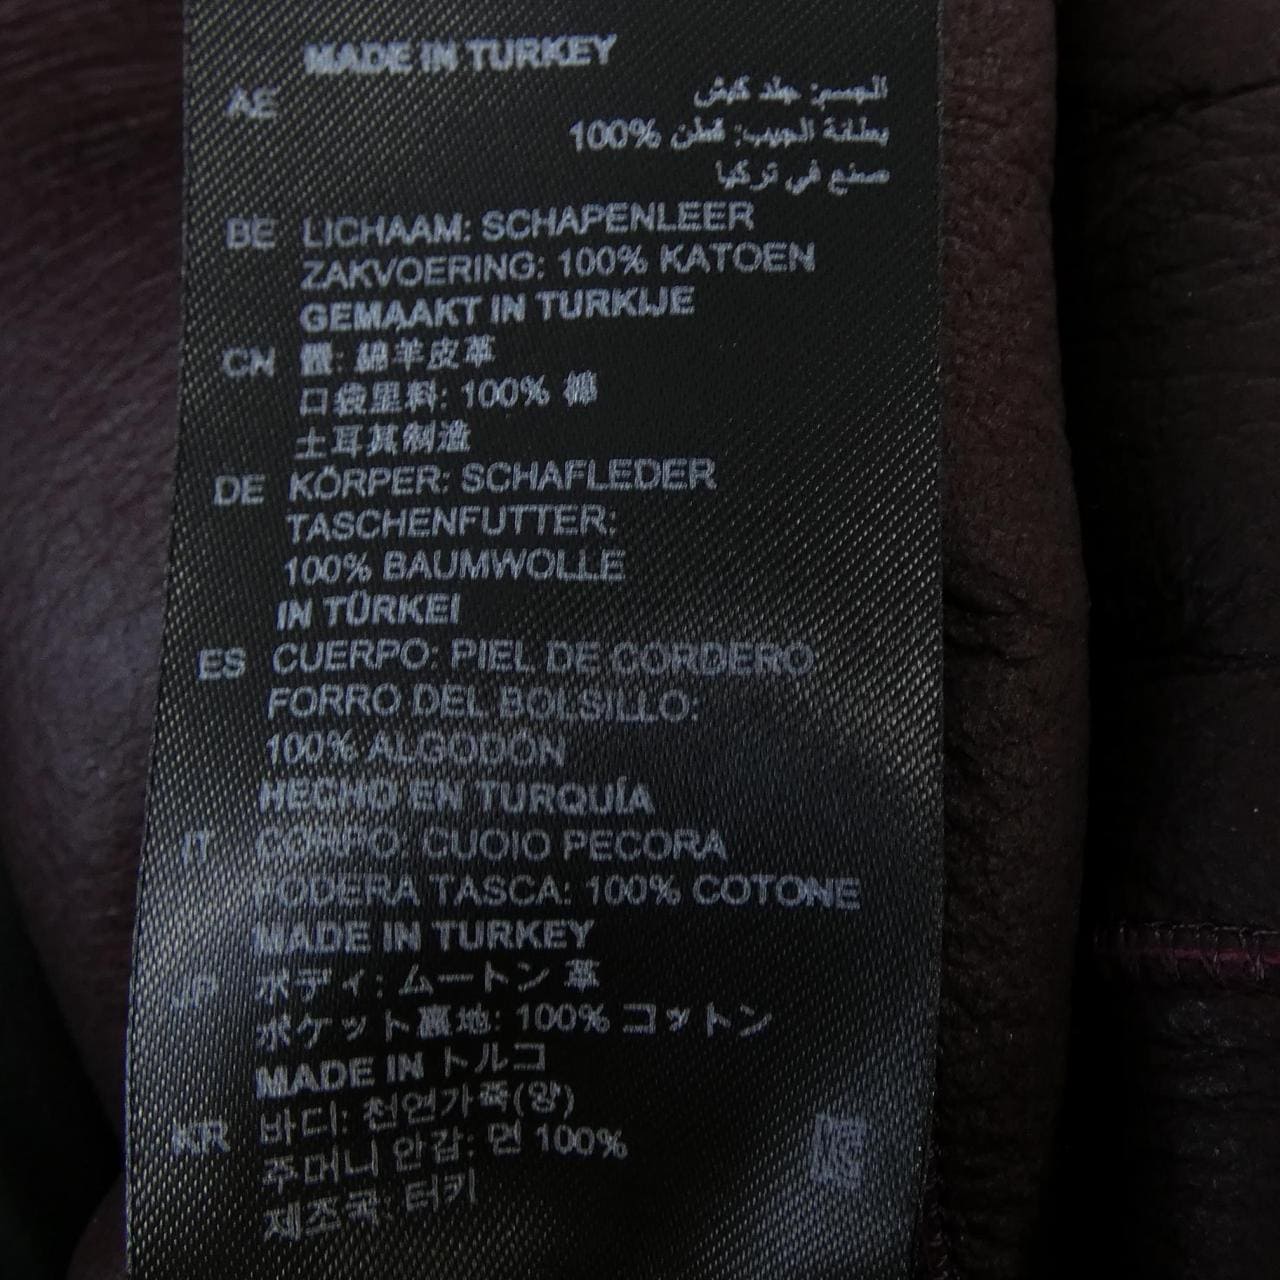 MADE IN TURKEY
AE الجسم: جلد كبش
بطانة الجيب: قطن %100
صنع في تركيا
BE LICHAAM: SCHAPENLEER
ZAKVOERING: 100% KATOEN
GEMAAKT IN TURKIJE
CN 體: 綿羊皮革
口袋里料: 100% 棉
土耳其制造
DE KÖRPER: SCHAFLEDER
TASCHENFUTTER:
100% BAUMWOLLE
IN TÜRKEI
ES CUERPO: PIEL DE CORDERO
FORRO DEL BOLSILLO:
100% ALGODÓN
HECHO EN TURQUÍA
IT CORPO: CUOIO PECORA
FODERA TASCA: 100% COTONE
MADE IN TURKEY
JP ボディ: ムートン 革
ポケット裏地: 100% コットン
MADE IN トルコ
KR 바디: 천연가죽(양)
주머니 안감: 면 100%
제조국: 터키